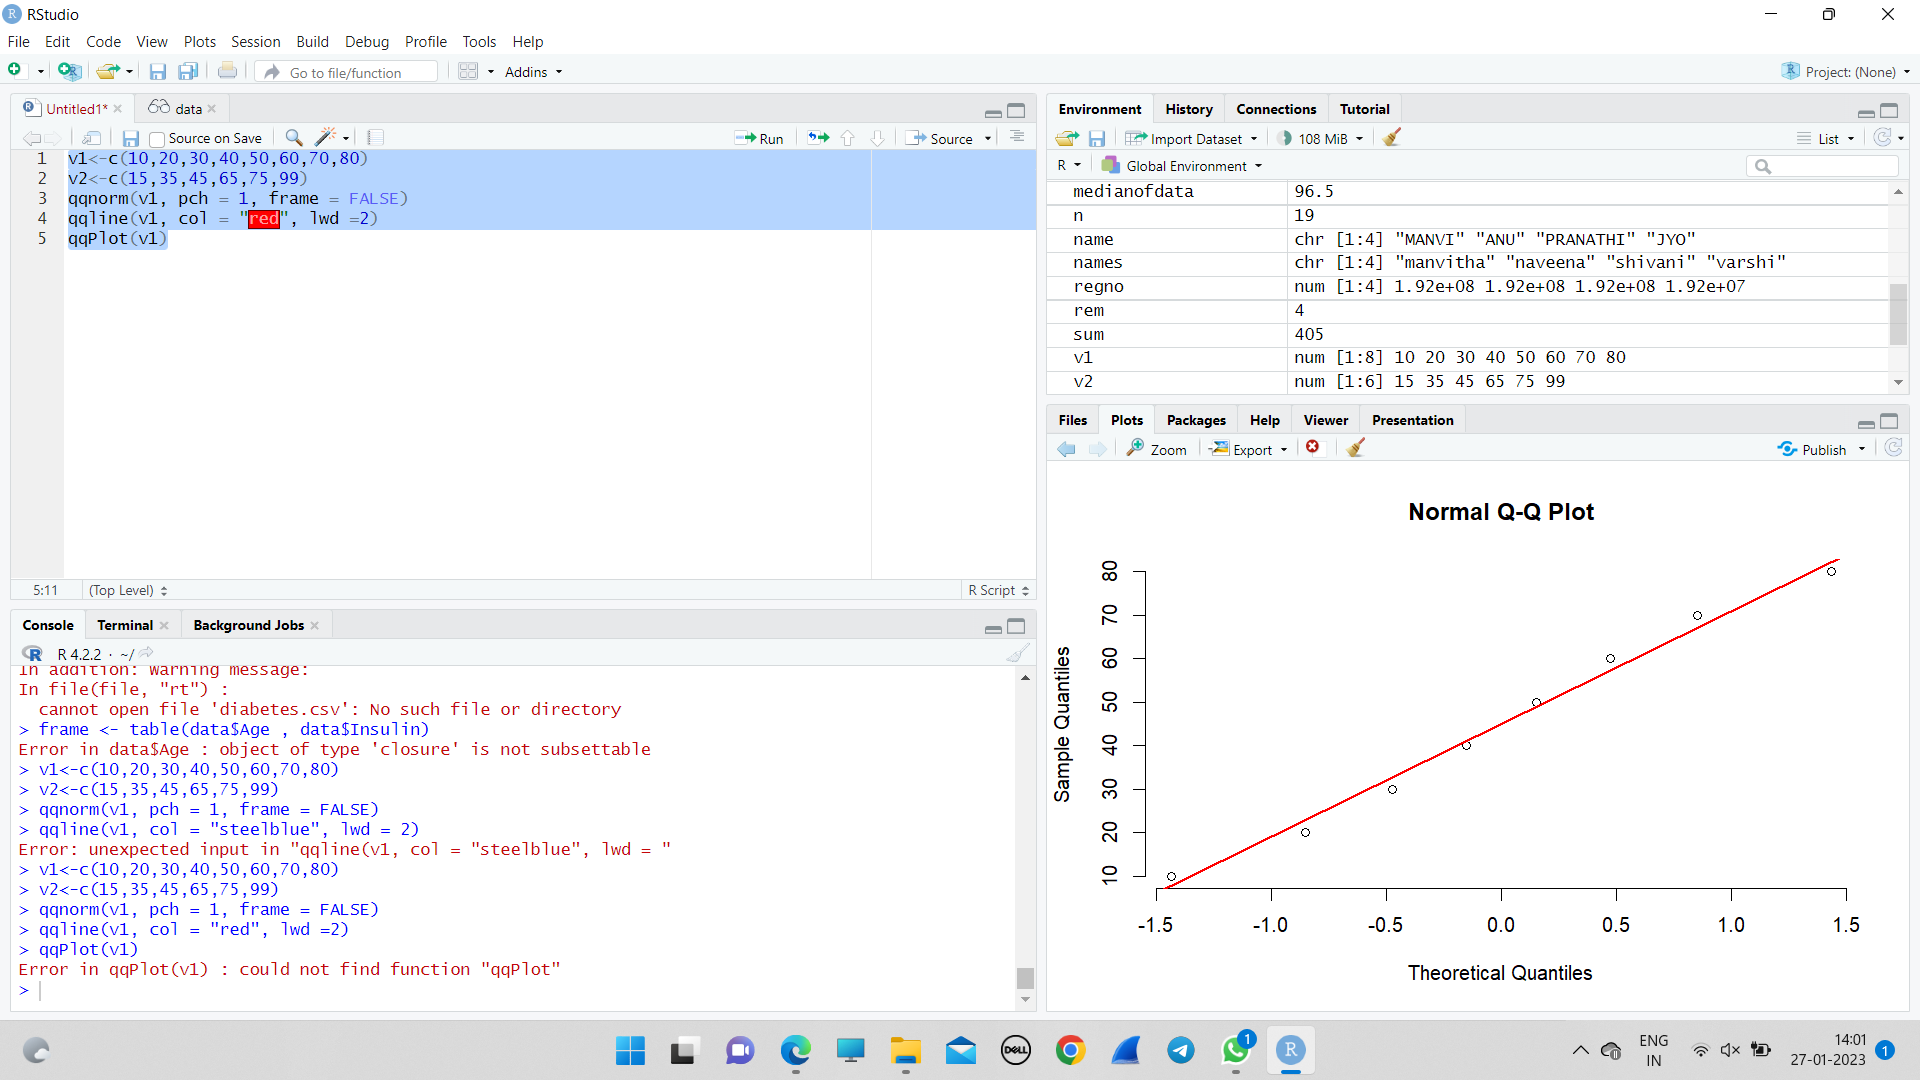 RStudio
File Edit Code View Plots Session Build Debug Profile Tools Help
Go to file/function Addins Project: (None)
Untitled1* data
Source on Save Run Source
1 v1<-c(10,20,30,40,50,60,70,80)
2 v2<-c(15,35,45,65,75,99)
3 qqnorm(v1, pch = 1, frame = FALSE)
4 qqline(v1, col = "red", lwd =2)
5 qqPlot(v1)
5:11 (Top Level) R Script
Console Terminal Background Jobs
R 4.2.2 · ~/
In addition: Warning message:
In file(file, "rt") :
cannot open file 'diabetes.csv': No such file or directory
> frame <- table(data$Age , data$Insulin)
Error in data$Age : object of type 'closure' is not subsettable
> v1<-c(10,20,30,40,50,60,70,80)
> v2<-c(15,35,45,65,75,99)
> qqnorm(v1, pch = 1, frame = FALSE)
> qqline(v1, col = "steelblue", lwd = 2)
Error: unexpected input in "qqline(v1, col = "steelblue", lwd = "
> v1<-c(10,20,30,40,50,60,70,80)
> v2<-c(15,35,45,65,75,99)
> qqnorm(v1, pch = 1, frame = FALSE)
> qqline(v1, col = "red", lwd =2)
> qqPlot(v1)
Error in qqPlot(v1) : could not find function "qqPlot"
>
Environment History Connections Tutorial
Import Dataset 108 MiB List
R Global Environment
medianofdata 96.5
n 19
name chr [1:4] "MANVI" "ANU" "PRANATHI" "JYO"
names chr [1:4] "manvitha" "naveena" "shivani" "varshi"
regno num [1:4] 1.92e+08 1.92e+08 1.92e+08 1.92e+07
rem 4
sum 405
v1 num [1:8] 10 20 30 40 50 60 70 80
v2 num [1:6] 15 35 45 65 75 99
Files Plots Packages Help Viewer Presentation
Zoom Export Publish
Normal Q-Q Plot
Sample Quantiles
80
70
60
50
40
30
20
10
-1.5 -1.0 -0.5 0.0 0.5 1.0 1.5
Theoretical Quantiles
DELL
1
R
ENG
IN
14:01
27-01-2023
1